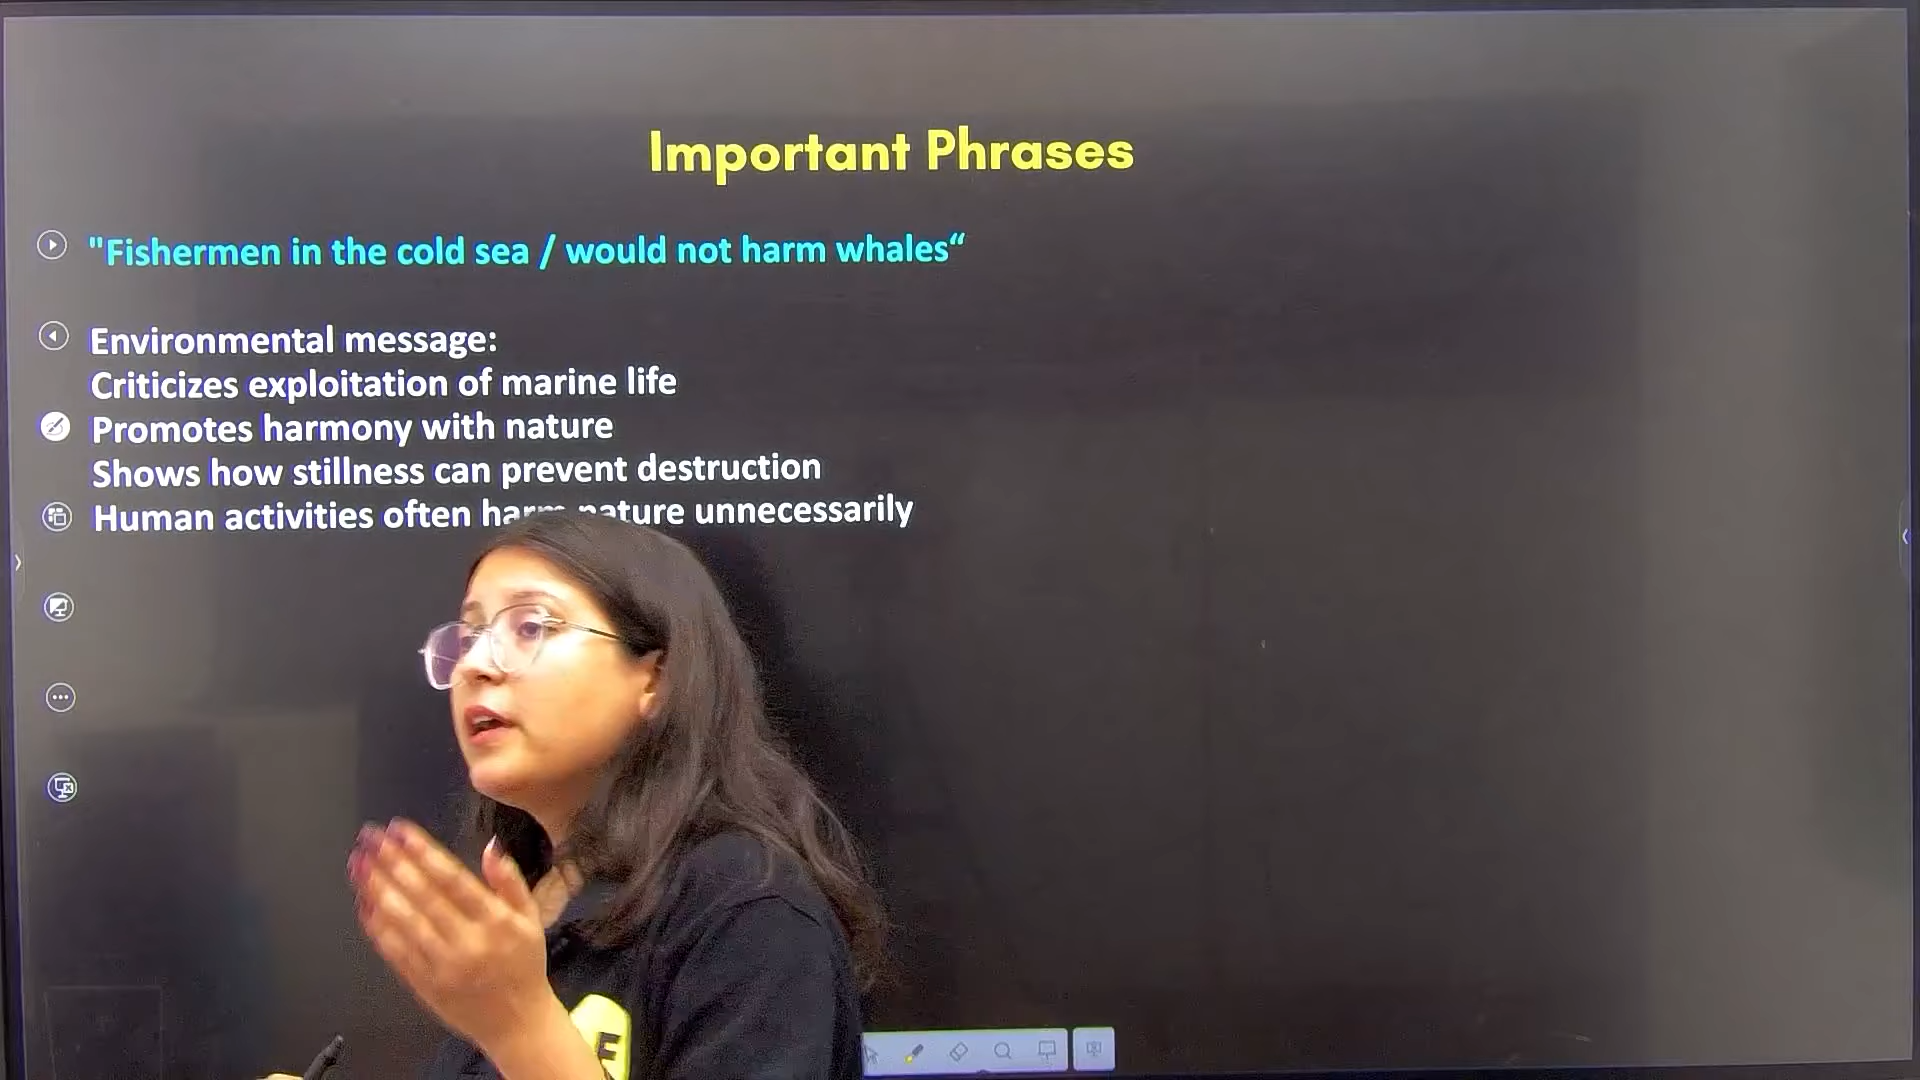 Important Phrases
"Fishermen in the cold sea / would not harm whales“
Environmental message:
Criticizes exploitation of marine life
Promotes harmony with nature
Shows how stillness can prevent destruction
Human activities often harm nature unnecessarily
E